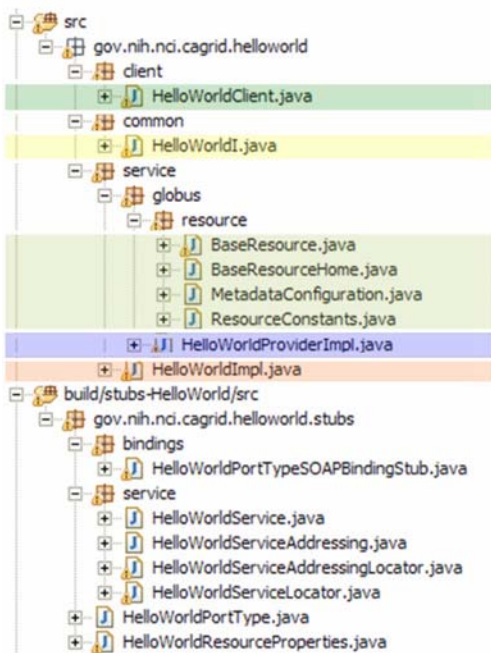 src
gov.nih.nci.cagrid.helloworld
client
HelloWorldClient.java
common
HelloWorldI.java
service
globus
resource
BaseResource.java
BaseResourceHome.java
MetadataConfiguration.java
ResourceConstants.java
HelloWorldProviderImpl.java
HelloWorldImpl.java
build/stubs-HelloWorld/src
gov.nih.nci.cagrid.helloworld.stubs
bindings
HelloWorldPortTypeSOAPBindingStub.java
service
HelloWorldService.java
HelloWorldServiceAddressing.java
HelloWorldServiceAddressingLocator.java
HelloWorldServiceLocator.java
HelloWorldPortType.java
HelloWorldResourceProperties.java